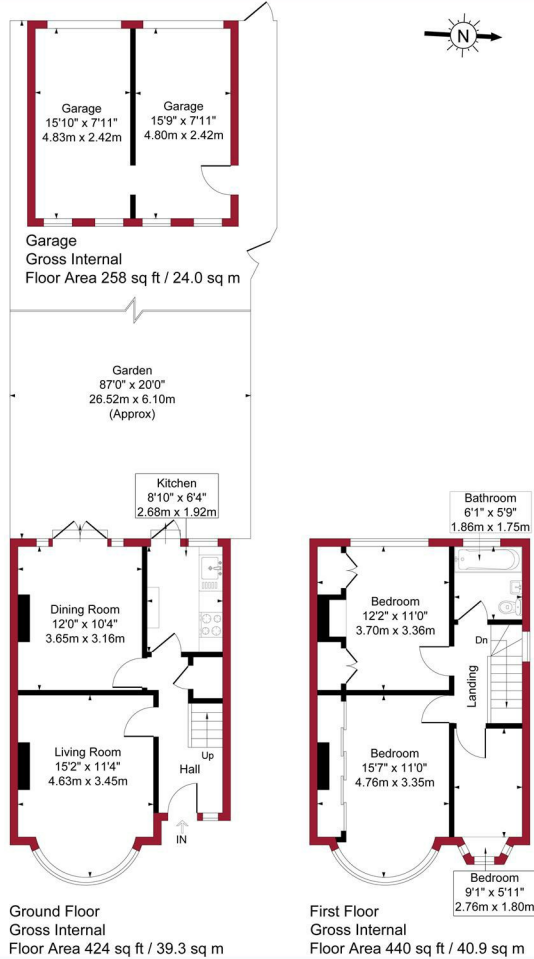 N
Garage
15'10" x 7'11"
4.83m x 2.42m
Garage
15'9" x 7'11"
4.80m x 2.42m
Garage
Gross Internal
Floor Area 258 sq ft / 24.0 sq m
Garden
87'0" x 20'0"
26.52m x 6.10m
(Approx)
Kitchen
8'10" x 6'4"
2.68m x 1.92m
Dining Room
12'0" x 10'4"
3.65m x 3.16m
Living Room
15'2" x 11'4"
4.63m x 3.45m
Up
Hall
IN
Ground Floor
Gross Internal
Floor Area 424 sq ft / 39.3 sq m
Bathroom
6'1" x 5'9"
1.86m x 1.75m
Bedroom
12'2" x 11'0"
3.70m x 3.36m
Dn
Landing
Bedroom
15'7" x 11'0"
4.76m x 3.35m
Bedroom
9'1" x 5'11"
2.76m x 1.80m
First Floor
Gross Internal
Floor Area 440 sq ft / 40.9 sq m